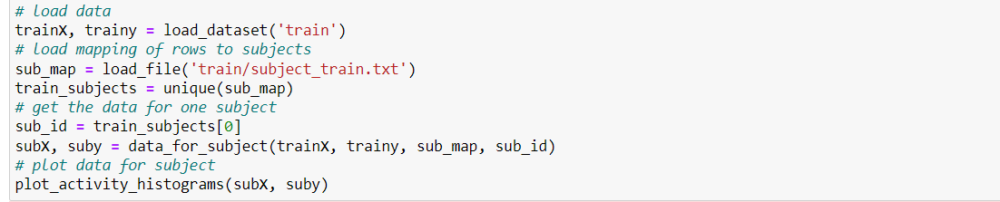 # load data
trainX, trainy = load_dataset('train')
# load mapping of rows to subjects
sub_map = load_file('train/subject_train.txt')
train_subjects = unique(sub_map)
# get the data for one subject
sub_id = train_subjects[0]
subX, suby = data_for_subject(trainX, trainy, sub_map, sub_id)
# plot data for subject
plot_activity_histograms(subX, suby)